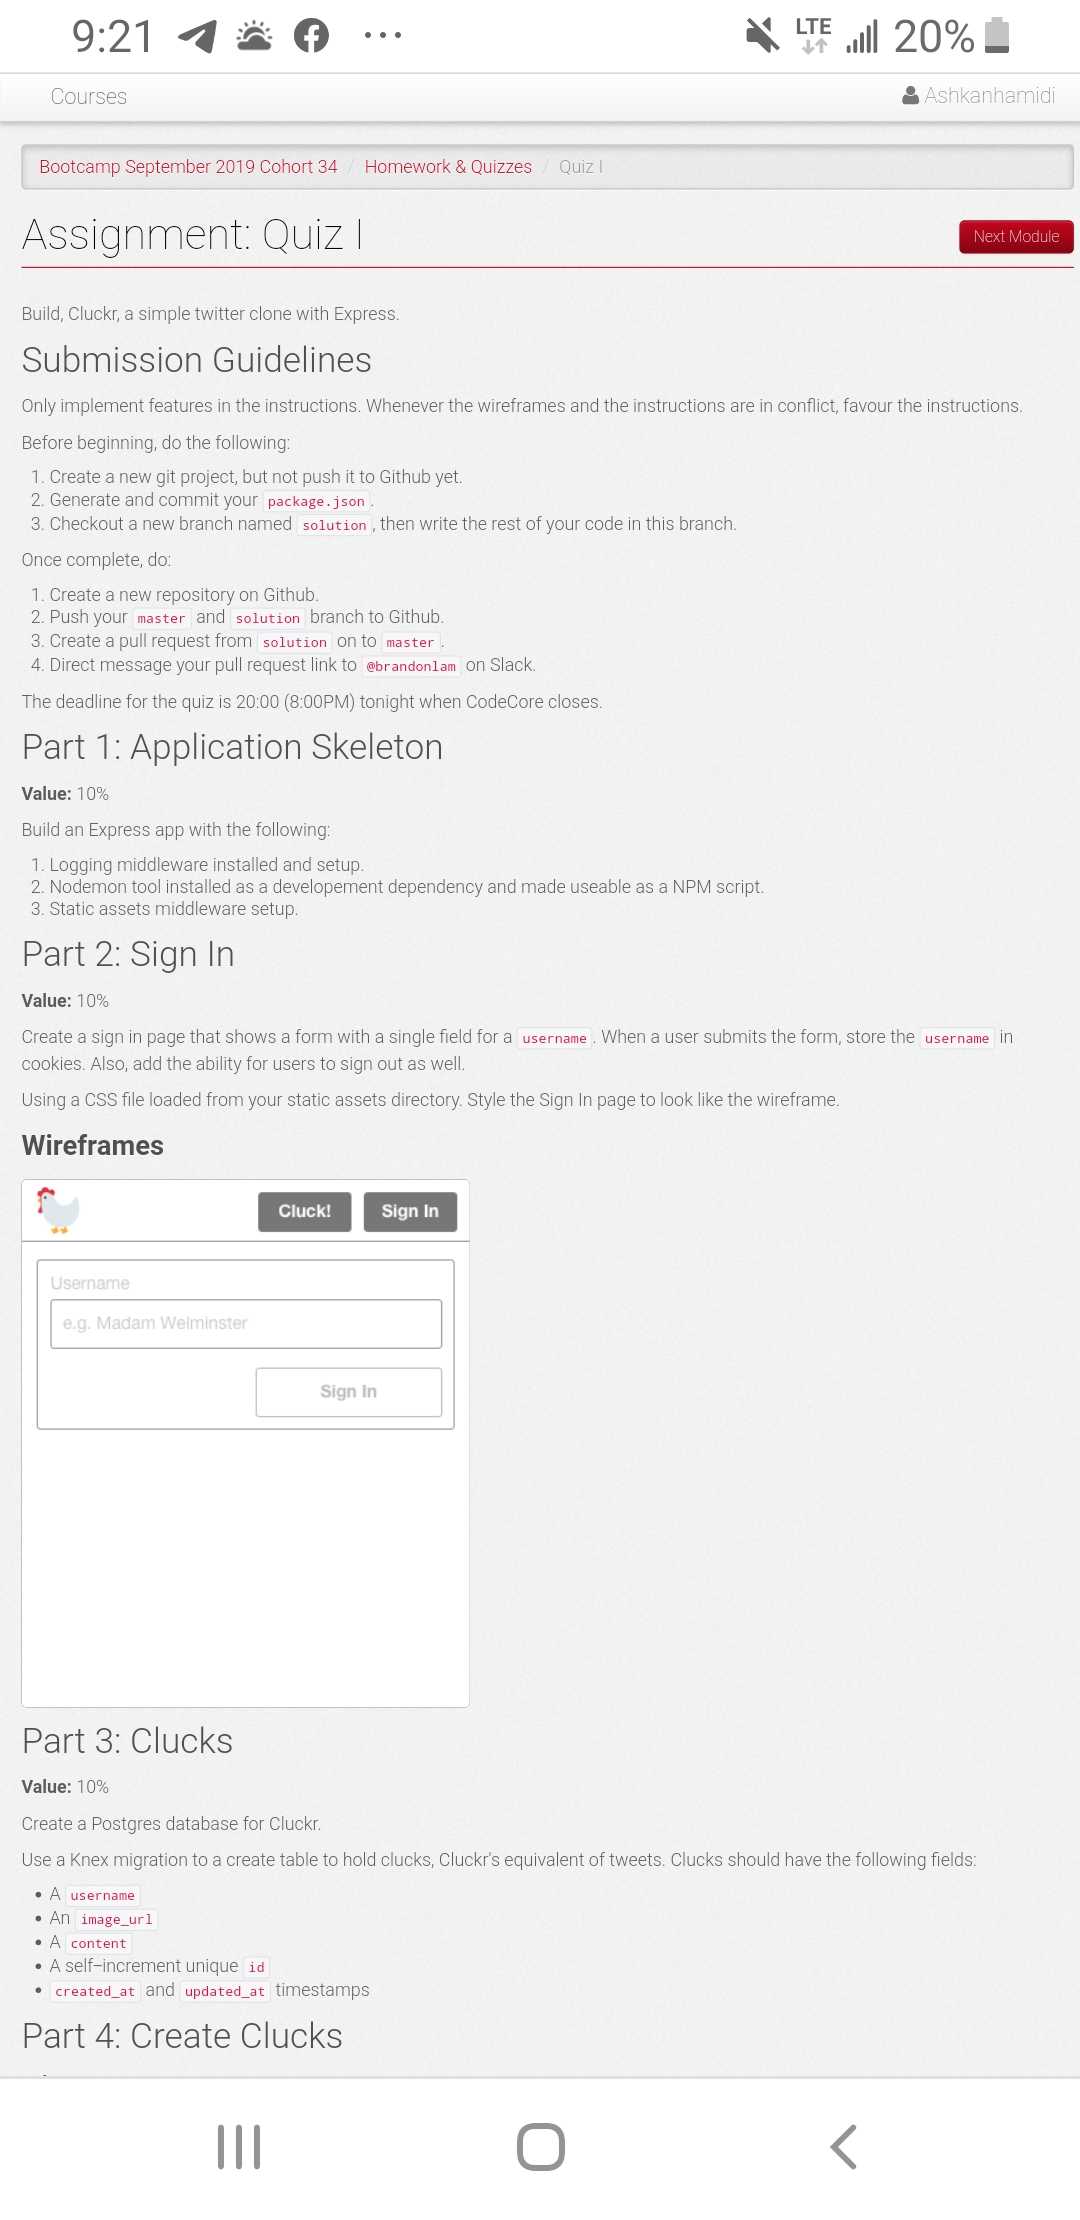 9:21
LTE
20%
Courses
Ashkanhamidi
Bootcamp September 2019 Cohort 34 / Homework & Quizzes / Quiz I
Assignment: Quiz I
Next Module
Build, Cluckr, a simple twitter clone with Express.
Submission Guidelines
Only implement features in the instructions. Whenever the wireframes and the instructions are in conflict, favour the instructions.
Before beginning, do the following:
1. Create a new git project, but not push it to Github yet.
2. Generate and commit your package.json.
3. Checkout a new branch named solution, then write the rest of your code in this branch.
Once complete, do:
1. Create a new repository on Github.
2. Push your master and solution branch to Github.
3. Create a pull request from solution on to master.
4. Direct message your pull request link to @brandonlam on Slack.
The deadline for the quiz is 20:00 (8:00PM) tonight when CodeCore closes.
Part 1: Application Skeleton
Value: 10%
Build an Express app with the following:
1. Logging middleware installed and setup.
2. Nodemon tool installed as a developement dependency and made useable as a NPM script.
3. Static assets middleware setup.
Part 2: Sign In
Value: 10%
Create a sign in page that shows a form with a single field for a username. When a user submits the form, store the username in
cookies. Also, add the ability for users to sign out as well.
Using a CSS file loaded from your static assets directory. Style the Sign In page to look like the wireframe.
Wireframes
Cluck!
Sign In
Username
e.g. Madam Welminster
Sign In
Part 3: Clucks
Value: 10%
Create a Postgres database for Cluckr.
Use a Knex migration to a create table to hold clucks, Cluckr's equivalent of tweets. Clucks should have the following fields:
• A username
• An image_url
• A content
• A self-increment unique id
• created_at and updated_at timestamps
Part 4: Create Clucks